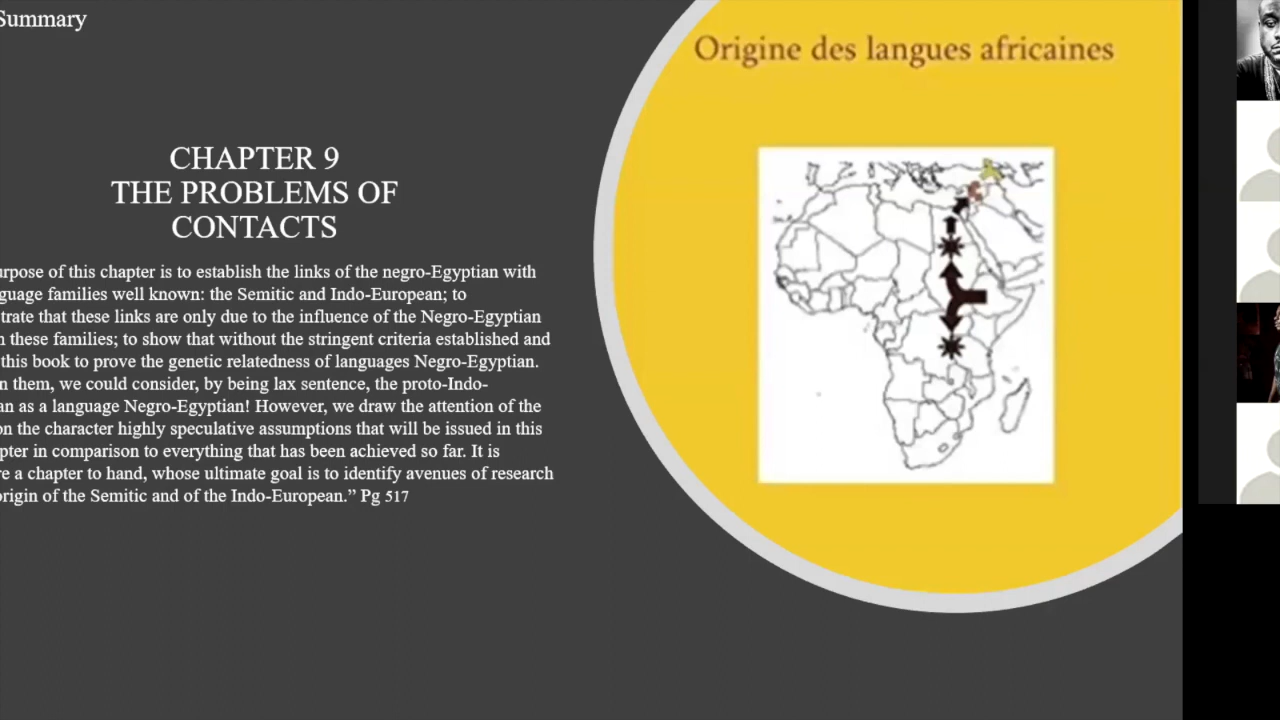 Summary
Origine des langues africaines
CHAPTER 9
THE PROBLEMS OF
CONTACTS
urpose of this chapter is to establish the links of the negro-Egyptian with
guage families well known: the Semitic and Indo-European; to
trate that these links are only due to the influence of the Negro-Egyptian
n these families; to show that without the stringent criteria established and
this book to prove the genetic relatedness of languages Negro-Egyptian.
n them, we could consider, by being lax sentence, the proto-Indo-
an as a language Negro-Egyptian! However, we draw the attention of the
on the character highly speculative assumptions that will be issued in this
pter in comparison to everything that has been achieved so far. It is
re a chapter to hand, whose ultimate goal is to identify avenues of research
origin of the Semitic and of the Indo-European.” Pg 517